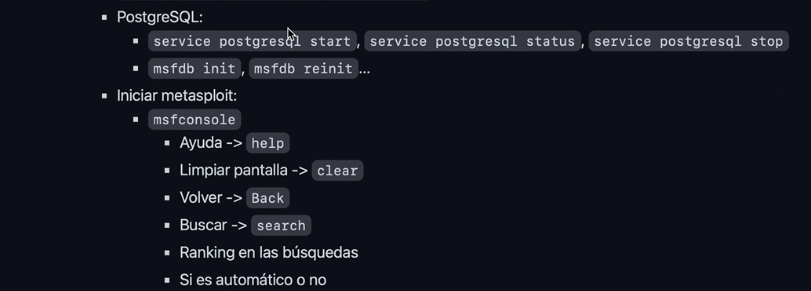 PostgreSQL:
service postgresql start, service postgresql status, service postgresql stop
msfdb init, msfdb reinit...
Iniciar metasploit:
msfconsole
Ayuda -> help
Limpiar pantalla -> clear
Volver -> Back
Buscar -> search
Ranking en las búsquedas
Si es automático o no